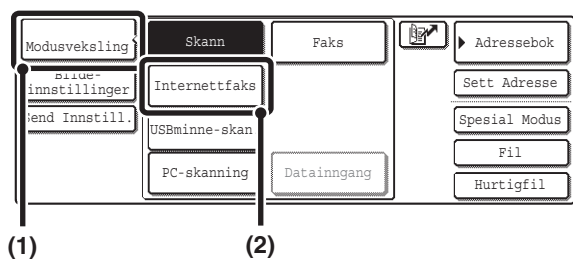 Modusveksling
Skann
Faks
Adressebok
Bilde-
innstillinger
Internettfaks
Sett Adresse
Send Innstill.
USBminne-skan
Spesial Modus
Fil
PC-skanning
Datainngang
Hurtigfil
(1)
(2)